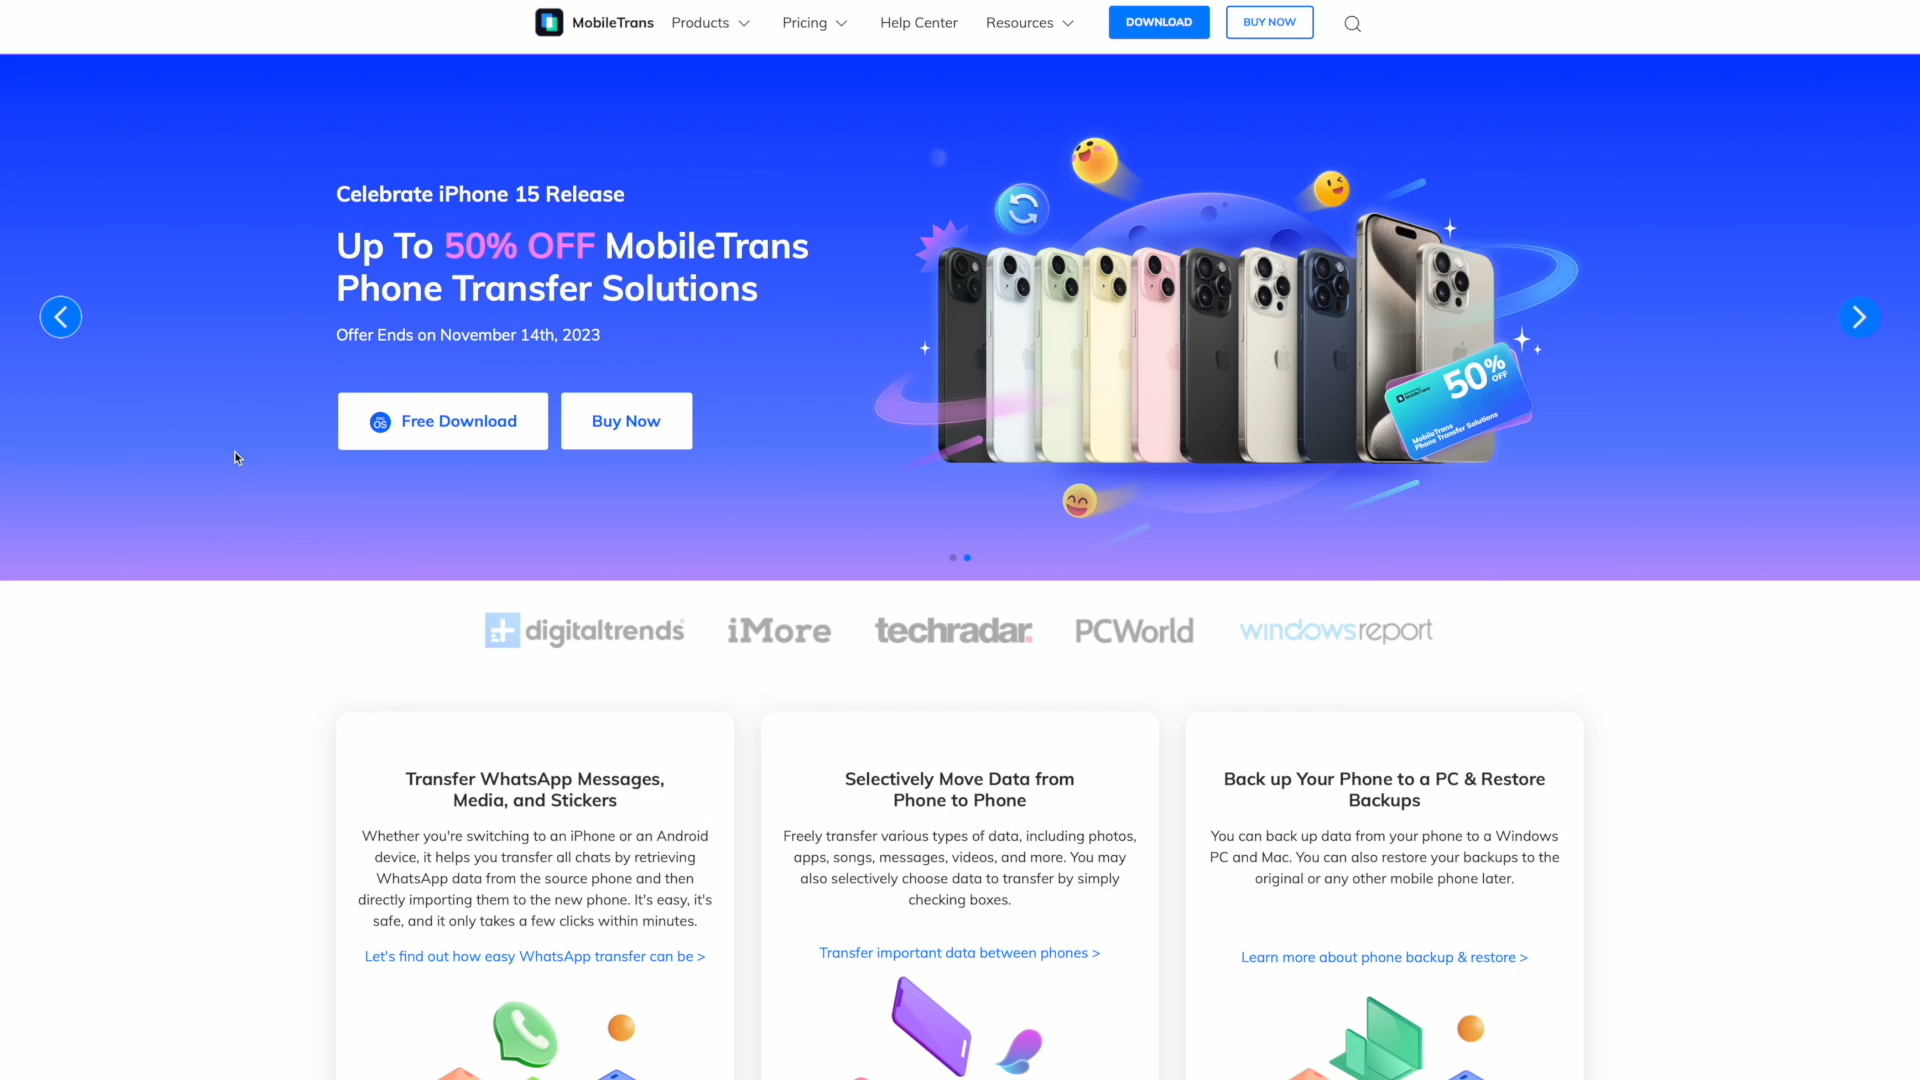 MobileTrans
Products
Pricing
Help Center
Resources
DOWNLOAD
BUY NOW
Celebrate iPhone 15 Release
Up To 50% OFF MobileTrans
Phone Transfer Solutions
Offer Ends on November 14th, 2023
Free Download
Buy Now
MobileTrans
50% OFF
MobileTrans
Phone Transfer Solutions
digitaltrends
iMore
techradar.
PCWorld
windowsreport
Transfer WhatsApp Messages,
Media, and Stickers
Whether you're switching to an iPhone or an Android
device, it helps you transfer all chats by retrieving
WhatsApp data from the source phone and then
directly importing them to the new phone. It's easy, it's
safe, and it only takes a few clicks within minutes.
Let's find out how easy WhatsApp transfer can be >
Selectively Move Data from
Phone to Phone
Freely transfer various types of data, including photos,
apps, songs, messages, videos, and more. You may
also selectively choose data to transfer by simply
checking boxes.
Transfer important data between phones >
Back up Your Phone to a PC & Restore
Backups
You can back up data from your phone to a Windows
PC and Mac. You can also restore your backups to the
original or any other mobile phone later.
Learn more about phone backup & restore >